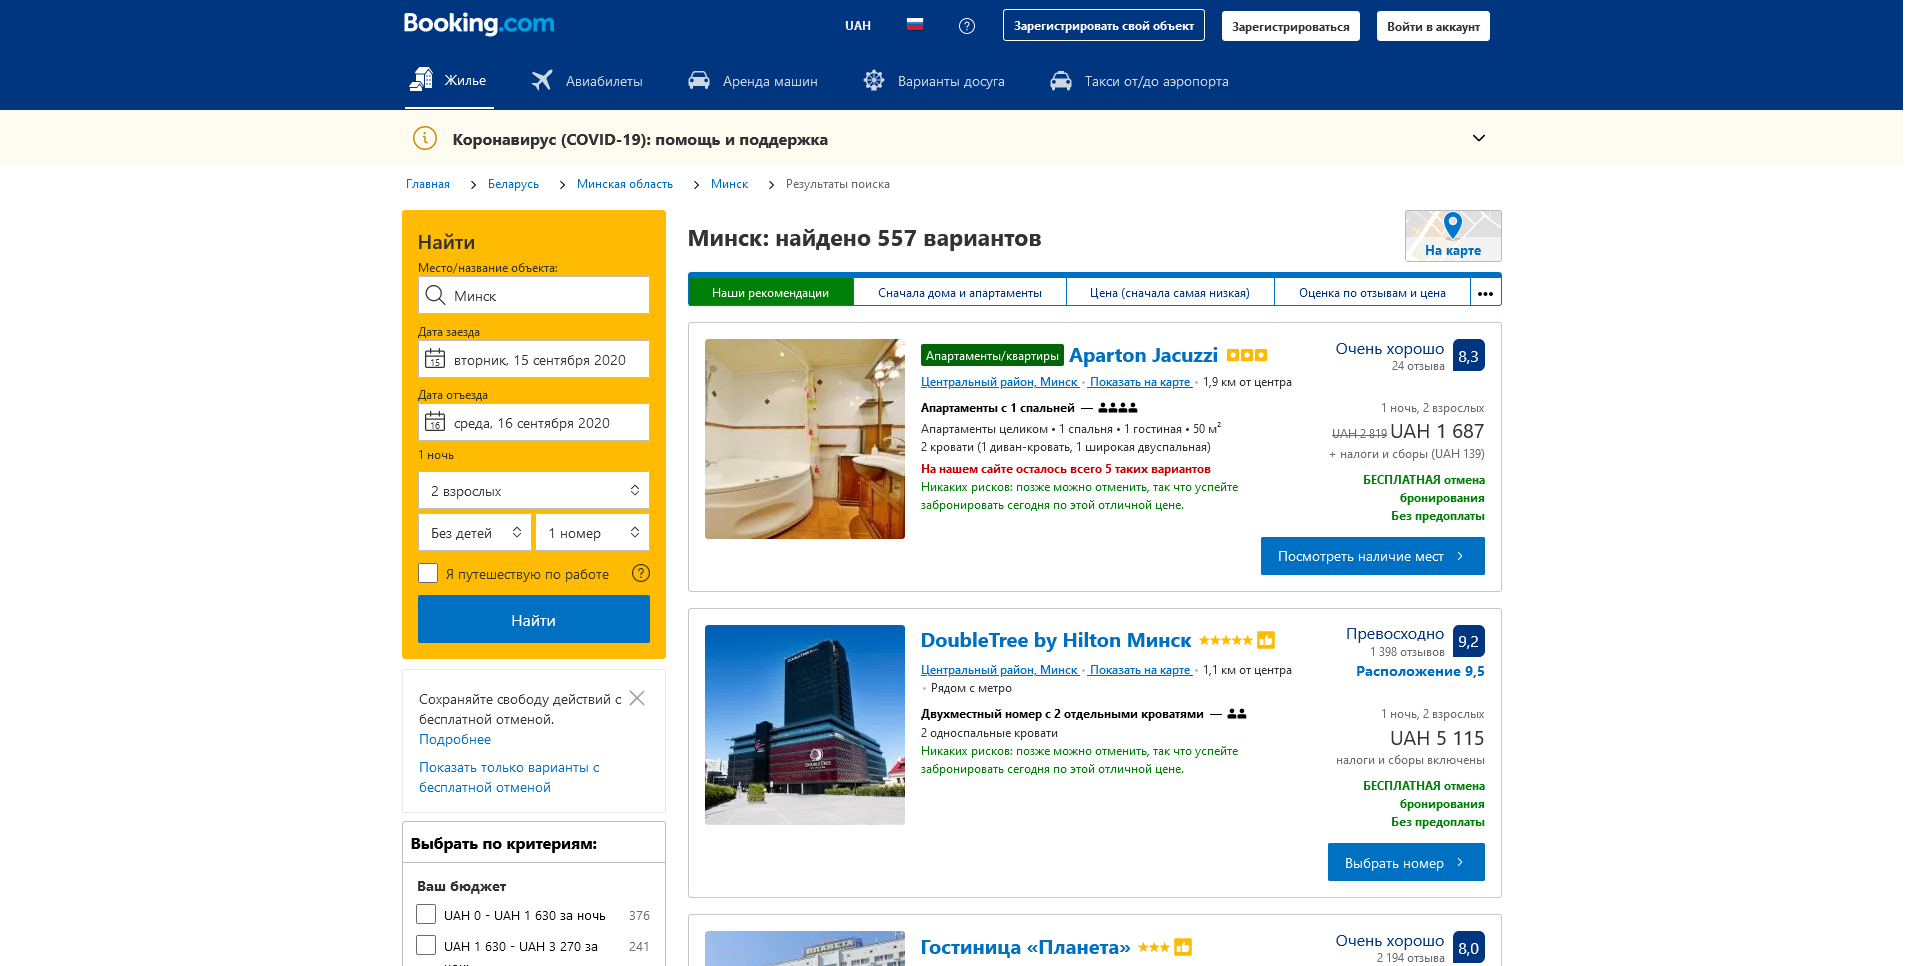 Booking.com
UAH
Зарегистрировать свой объект
Зарегистрироваться
Войти в аккаунт
Жилье
Авиабилеты
Аренда машин
Варианты досуга
Такси от/до аэропорта
Коронавирус (COVID-19): помощь и поддержка
Главная
Беларусь
Минская область
Минск
Результаты поиска
Найти
Место/название объекта:
Минск
Дата заезда
15
вторник, 15 сентября 2020
Дата отъезда
16
среда, 16 сентября 2020
1 ночь
2 взрослых
Без детей
1 номер
Я путешествую по работе
Найти
Сохраняйте свободу действий с
бесплатной отменой.
Подробнее
Показать только варианты с
бесплатной отменой
Выбрать по критериям:
Ваш бюджет
UAH 0 - UAH 1 630 за ночь 376
UAH 1 630 - UAH 3 270 за 241
Минск: найдено 557 вариантов
На карте
Наши рекомендации
Сначала дома и апартаменты
Цена (сначала самая низкая)
Оценка по отзывам и цена
Апартаменты/квартиры Aparton Jacuzzi
Центральный район, Минск • Показать на карте • 1,9 км от центра
Апартаменты с 1 спальней —
Апартаменты целиком • 1 спальня • 1 гостиная • 50 м²
2 кровати (1 диван-кровать, 1 широкая двуспальная)
На нашем сайте осталось всего 5 таких вариантов
Никаких рисков: позже можно отменить, так что успейте
забронировать сегодня по этой отличной цене.
Очень хорошо 8,3
24 отзыва
1 ночь, 2 взрослых
UAH 2 819 UAH 1 687
+ налоги и сборы (UAH 139)
БЕСПЛАТНАЯ отмена
бронирования
Без предоплаты
Посмотреть наличие мест
DoubleTree by Hilton Минск
Центральный район, Минск • Показать на карте • 1,1 км от центра
• Рядом с метро
Двухместный номер с 2 отдельными кроватями —
2 односпальные кровати
Никаких рисков: позже можно отменить, так что успейте
забронировать сегодня по этой отличной цене.
Превосходно 9,2
1 398 отзывов
Расположение 9,5
1 ночь, 2 взрослых
UAH 5 115
налоги и сборы включены
БЕСПЛАТНАЯ отмена
бронирования
Без предоплаты
Выбрать номер
DOUBLETREE
Гостиница «Планета»
Очень хорошо 8,0
2 194 отзыва
ПЛАНЕТА